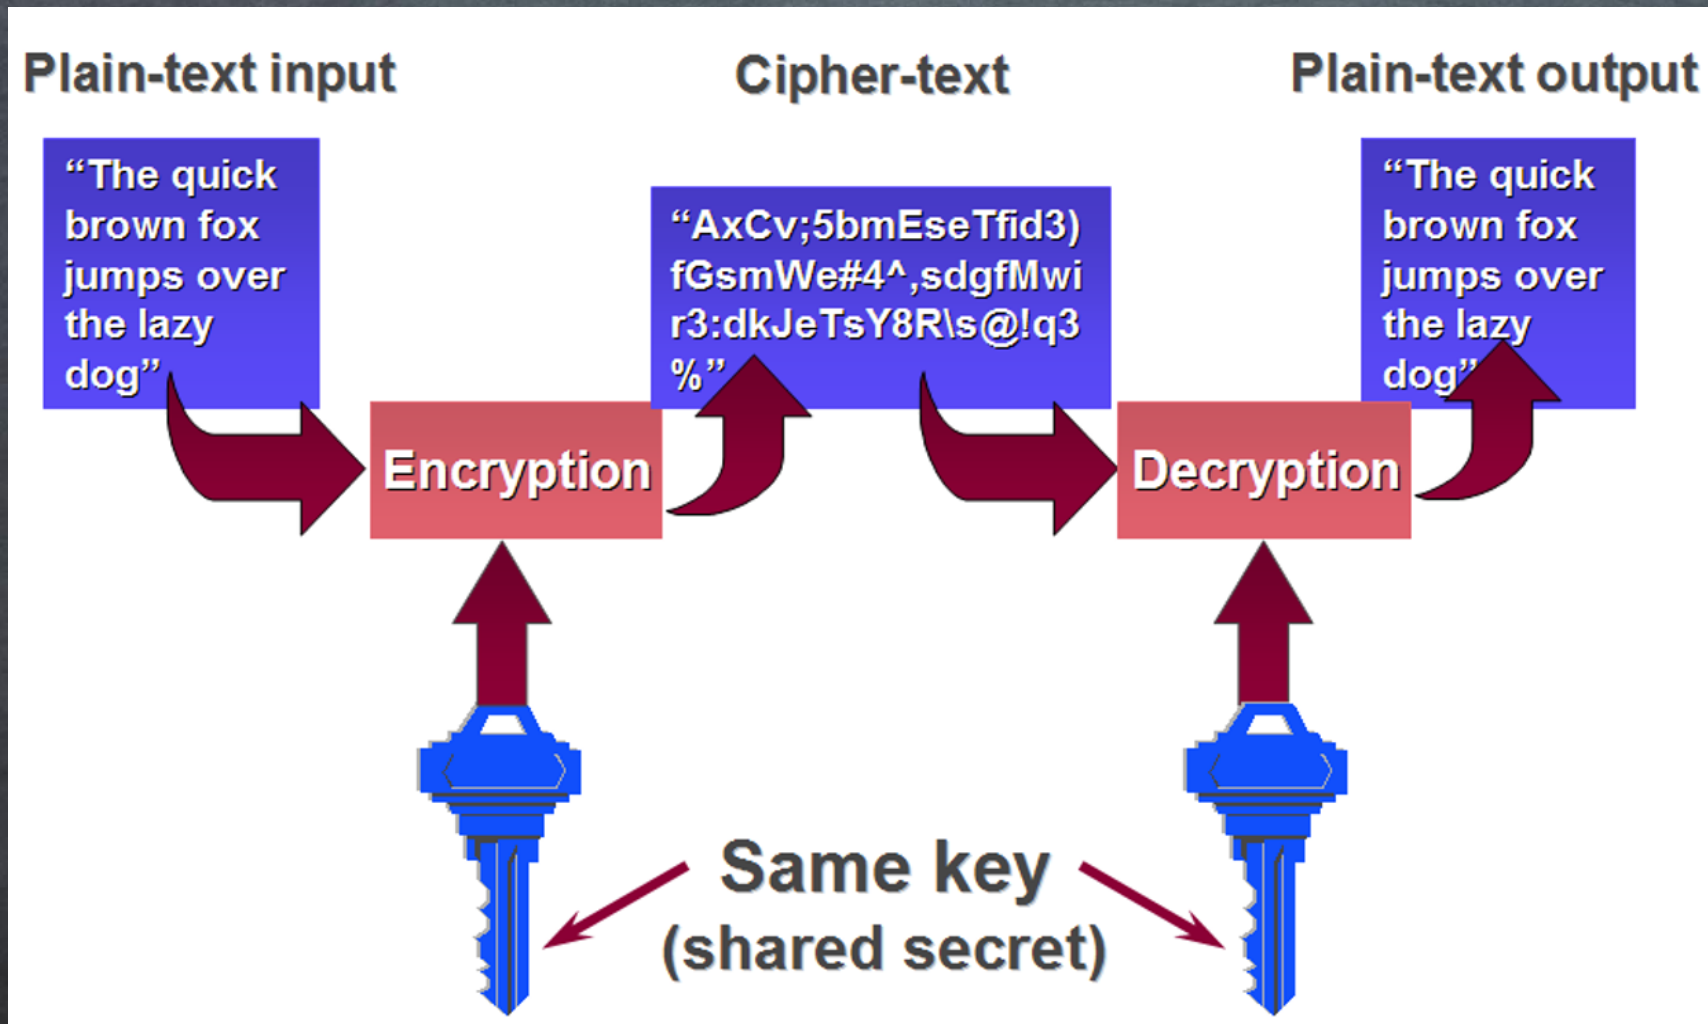 Plain-text input
Cipher-text
Plain-text output
“The quick
brown fox
jumps over
the lazy
dog”
“AxCv;5bmEseTfid3)
fGsmWe#4^,sdgfMwi
r3:dkJeTsY8R\s@!q3
%”
“The quick
brown fox
jumps over
the lazy
dog”
Encryption
Decryption
Same key
(shared secret)